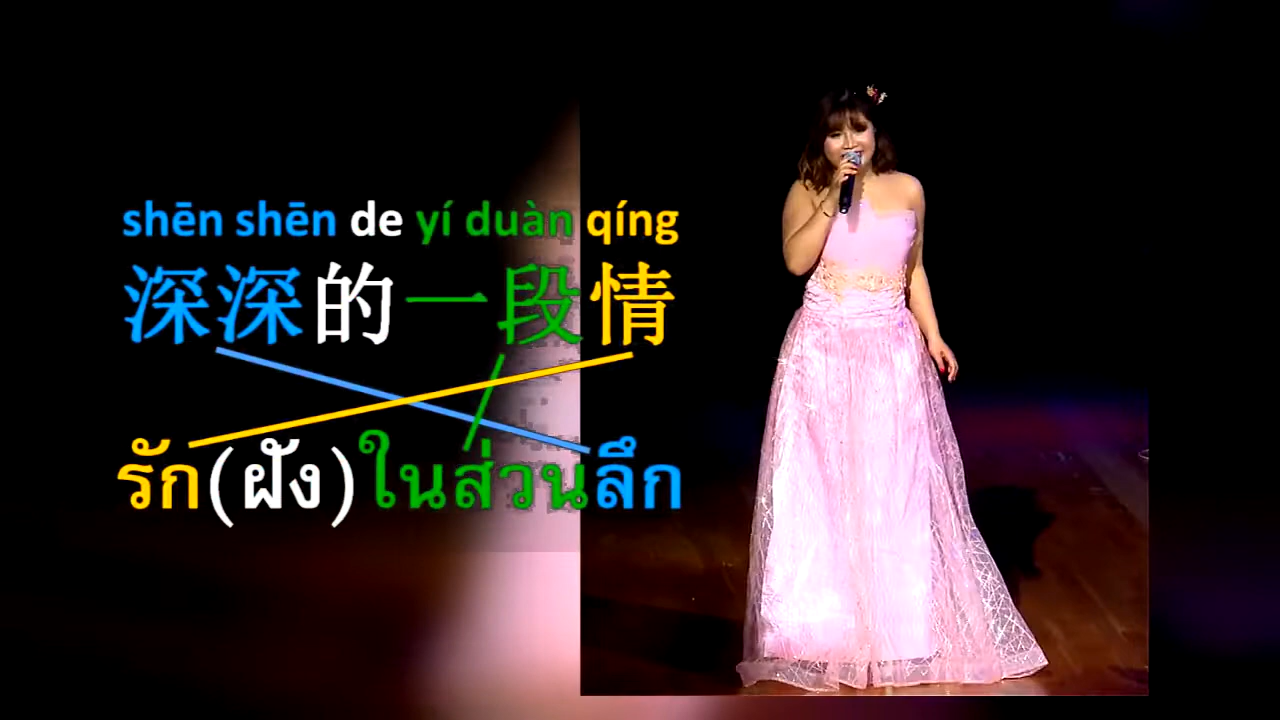 shēn shēn de yí duàn qíng
深深的一段情
รัก(ฝัง)ในส่วนลึก